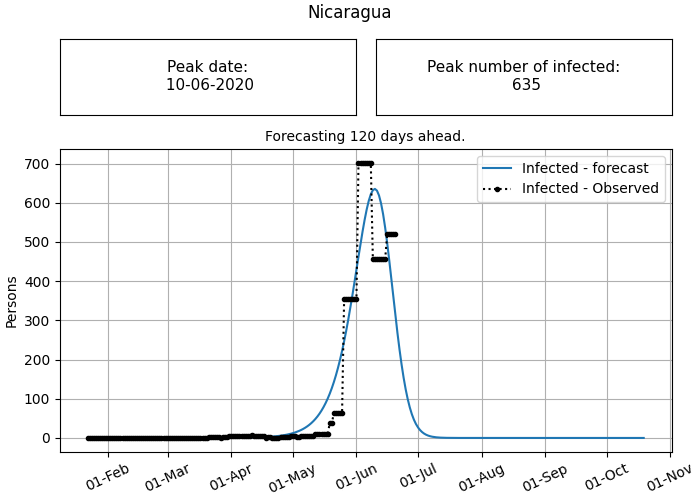 Nicaragua
Peak date:
10-06-2020
Peak number of infected:
635
Forecasting 120 days ahead.
Infected - forecast
Infected - Observed
Persons
700
600
500
400
300
200
100
0
01-Feb
01-Mar
01-Apr
01-May
01-Jun
01-Jul
01-Aug
01-Sep
01-Oct
01-Nov